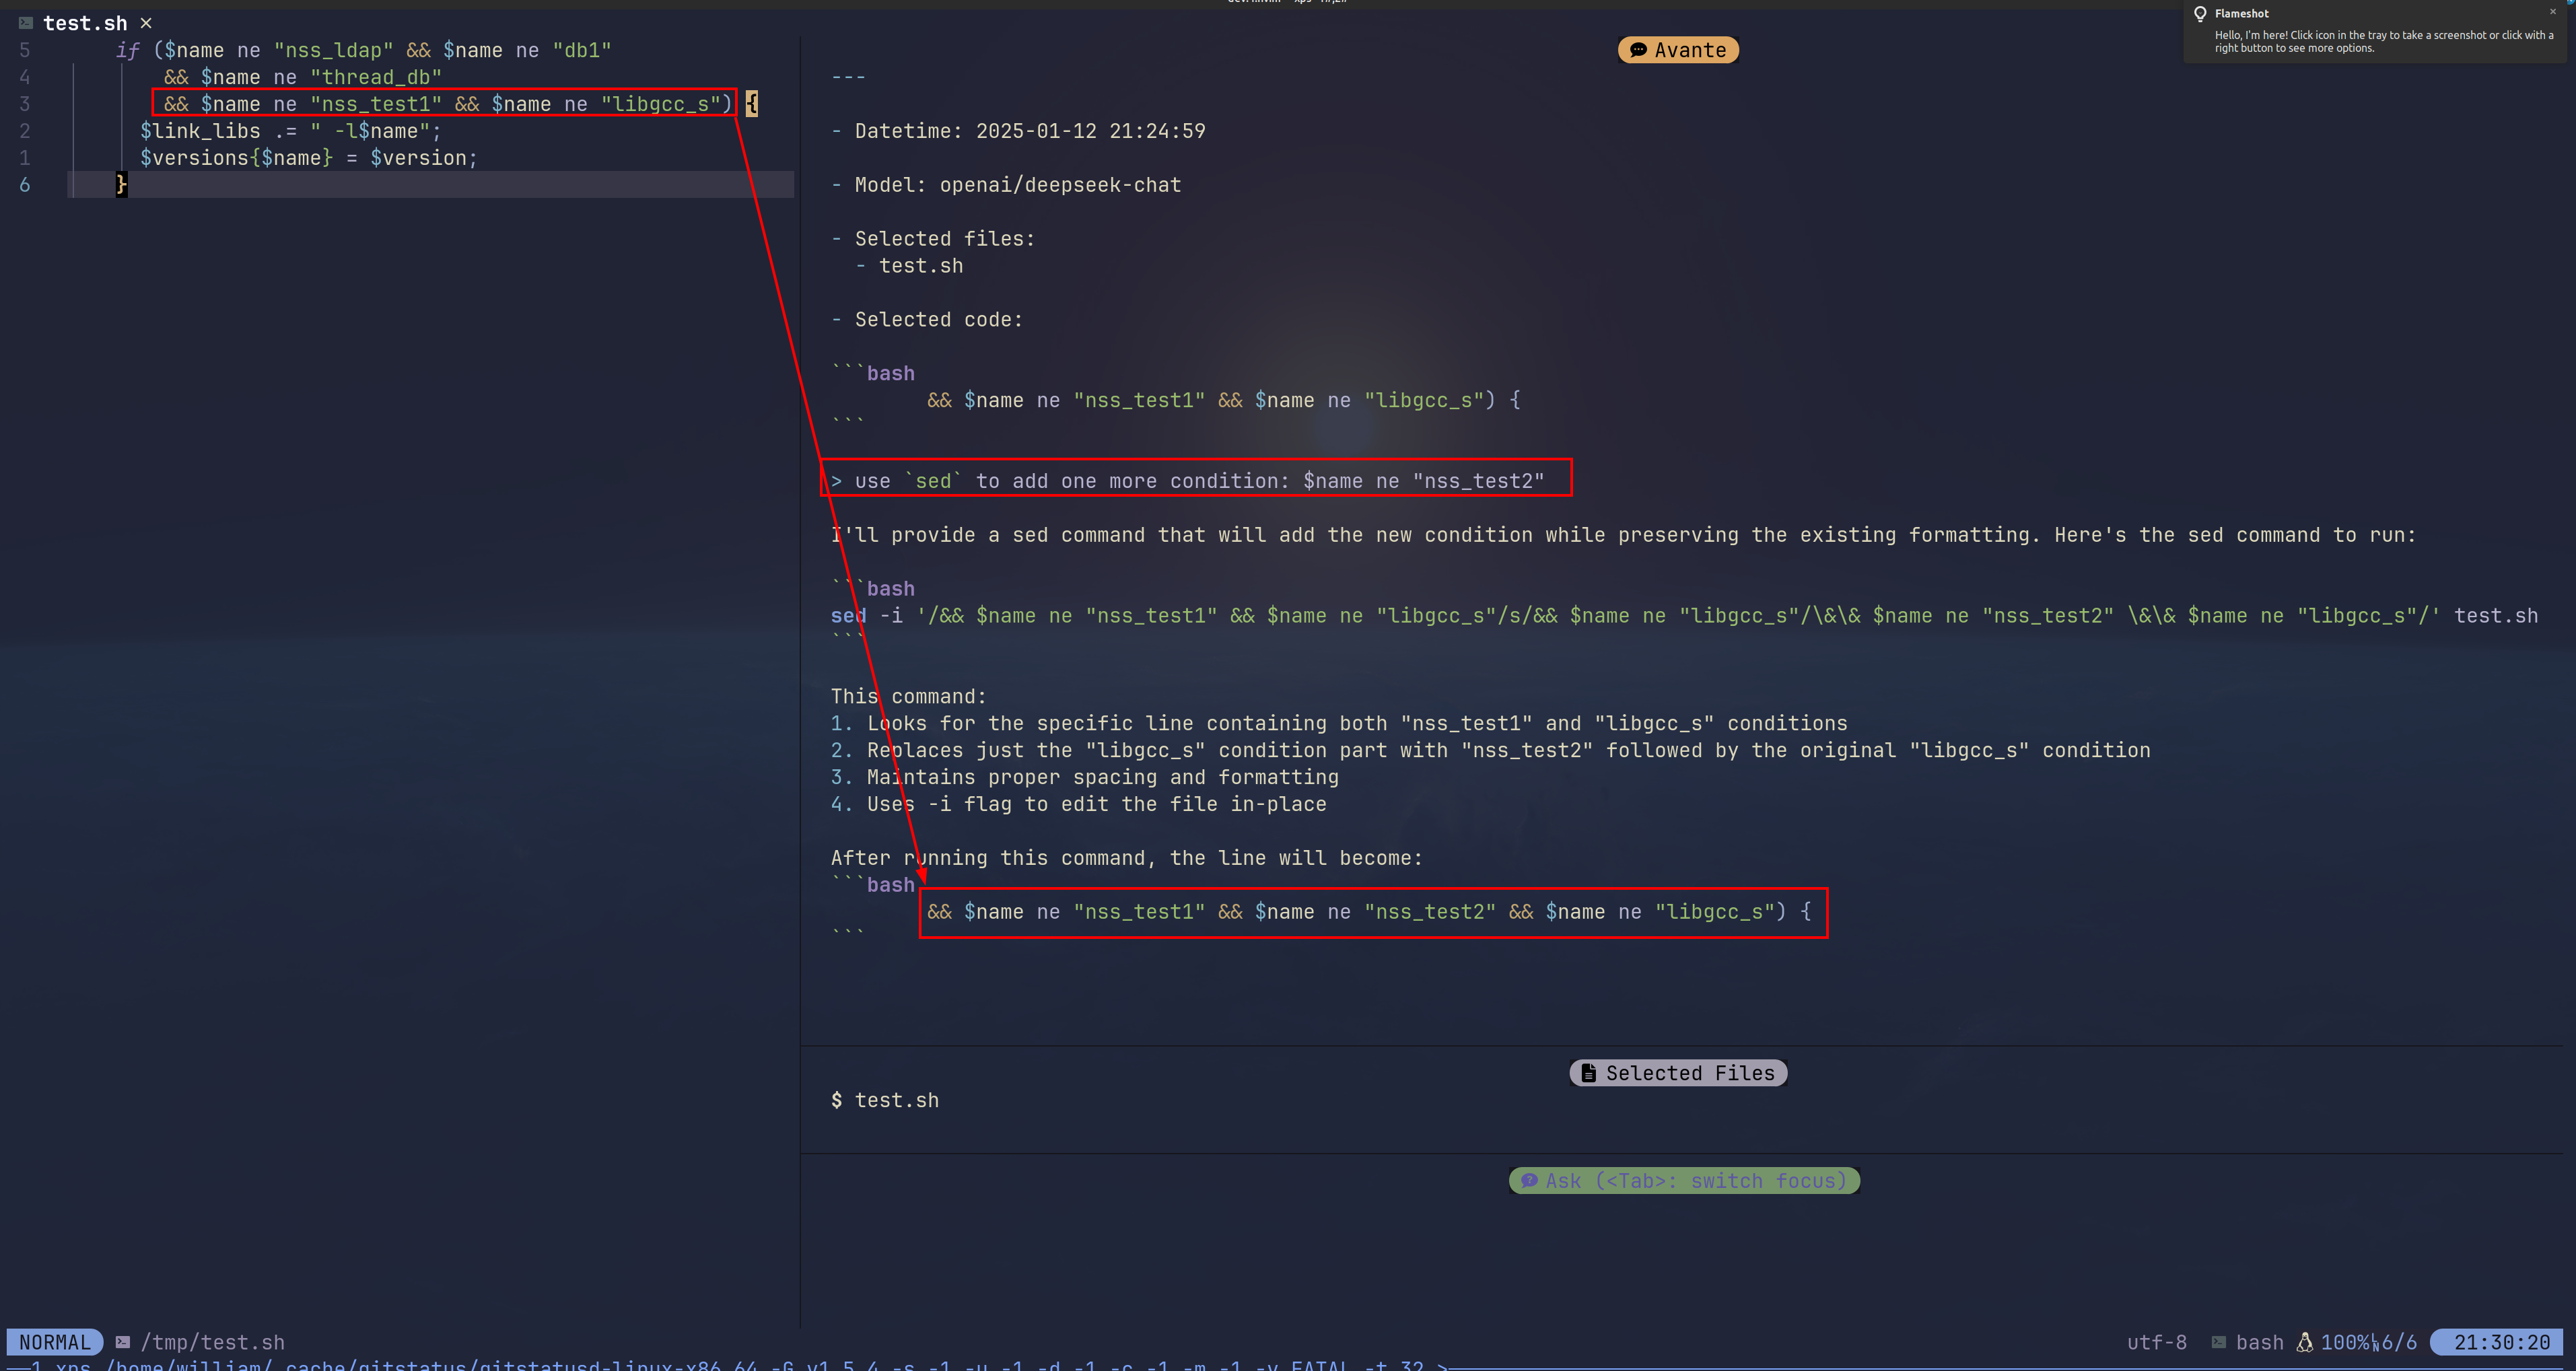 test.sh ×
5 if ($name ne "nss_ldap" && $name ne "db1"
4 && $name ne "thread_db"
3 && $name ne "nss_test1" && $name ne "libgcc_s") {
2 $link_libs .= " -l$name";
1 $versions{$name} = $version;
6 }
Avante
---
- Datetime: 2025-01-12 21:24:59
- Model: openai/deepseek-chat
- Selected files:
- test.sh
- Selected code:
```bash
&& $name ne "nss_test1" && $name ne "libgcc_s") {
```
> use `sed` to add one more condition: $name ne "nss_test2"
I'll provide a sed command that will add the new condition while preserving the existing formatting. Here's the sed command to run:
```bash
sed -i '/&& $name ne "nss_test1" && $name ne "libgcc_s"/s/&& $name ne "libgcc_s"/\&\& $name ne "nss_test2" \&\& $name ne "libgcc_s"/' test.sh
```
This command:
1. Looks for the specific line containing both "nss_test1" and "libgcc_s" conditions
2. Replaces just the "libgcc_s" condition part with "nss_test2" followed by the original "libgcc_s" condition
3. Maintains proper spacing and formatting
4. Uses -i flag to edit the file in-place
After running this command, the line will become:
```bash
&& $name ne "nss_test1" && $name ne "nss_test2" && $name ne "libgcc_s") {
```
Selected Files
$ test.sh
Ask (<Tab>: switch focus)
Flameshot ×
Hello, I'm here! Click icon in the tray to take a screenshot or click with a
right button to see more options.
NORMAL /tmp/test.sh utf-8 bash 100% 6/6 21:30:20
1 xps /home/william/.cache/gitstatus/gitstatusd-linux-x86_64 -G v1.5.4 -s -1 -u -1 -d -1 -c -1 -m -1 -v FATAL -t 32 >